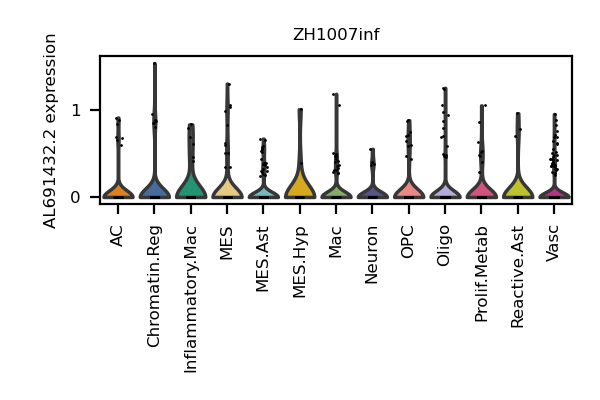 ZH1007inf
AL691432.2 expression
1
0
AC
Chromatin.Reg
Inflammatory.Mac
MES
MES.Ast
MES.Hyp
Mac
Neuron
OPC
Oligo
Prolif.Metab
Reactive.Ast
Vasc